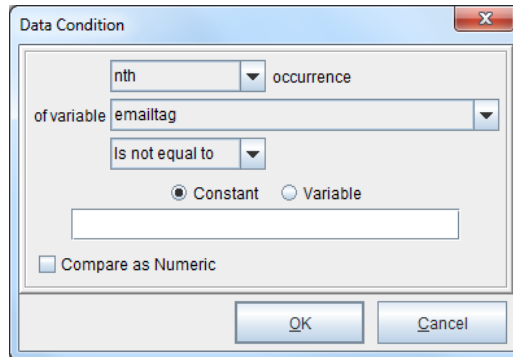 Data Condition
nth occurrence
of variable emailtag
Is not equal to
Constant Variable
Compare as Numeric
OK Cancel